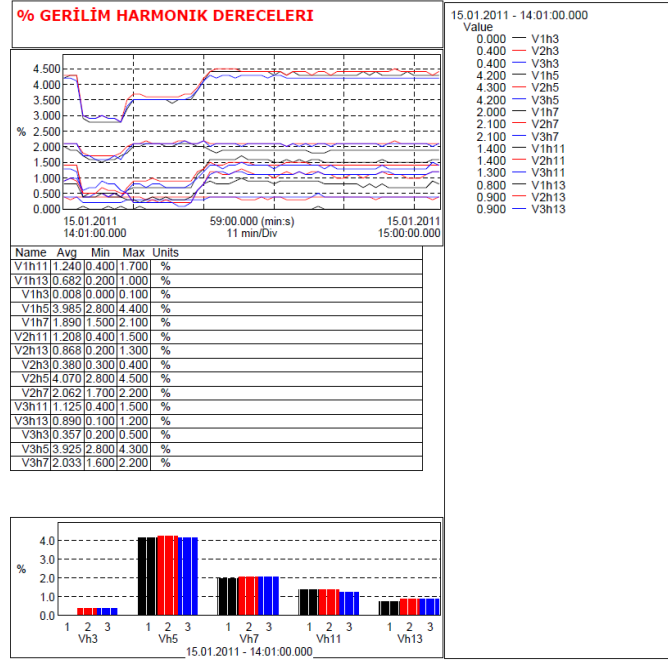 % GERİLİM HARMONIK DERECELERI
4.500
4.000
3.500
3.000
% 2.500
2.000
1.500
1.000
0.500
0.000
15.01.2011 59:00.000 (min:s) 15.01.2011
14:01:00.000 11 min/Div 15:00:00.000
Name Avg Min Max Units
V1h11 1.240 0.400 1.700 %
V1h13 0.682 0.200 1.000 %
V1h3 0.008 0.000 0.100 %
V1h5 3.985 2.800 4.400 %
V1h7 1.890 1.500 2.100 %
V2h11 1.208 0.400 1.500 %
V2h13 0.868 0.200 1.300 %
V2h3 0.380 0.300 0.400 %
V2h5 4.070 2.800 4.500 %
V2h7 2.062 1.700 2.200 %
V3h11 1.125 0.400 1.500 %
V3h13 0.890 0.100 1.200 %
V3h3 0.357 0.200 0.500 %
V3h5 3.925 2.800 4.300 %
V3h7 2.033 1.600 2.200 %
4.0
3.0
% 2.0
1.0
0.0
1 2 3 1 2 3 1 2 3 1 2 3 1 2 3
Vh3 Vh5 Vh7 Vh11 Vh13
15.01.2011 - 14:01:00.000
15.01.2011 - 14:01:00.000
Value
0.000 V1h3
0.400 V2h3
0.400 V3h3
4.200 V1h5
4.300 V2h5
4.200 V3h5
2.000 V1h7
2.100 V2h7
2.100 V3h7
1.400 V1h11
1.400 V2h11
1.300 V3h11
0.800 V1h13
0.900 V2h13
0.900 V3h13